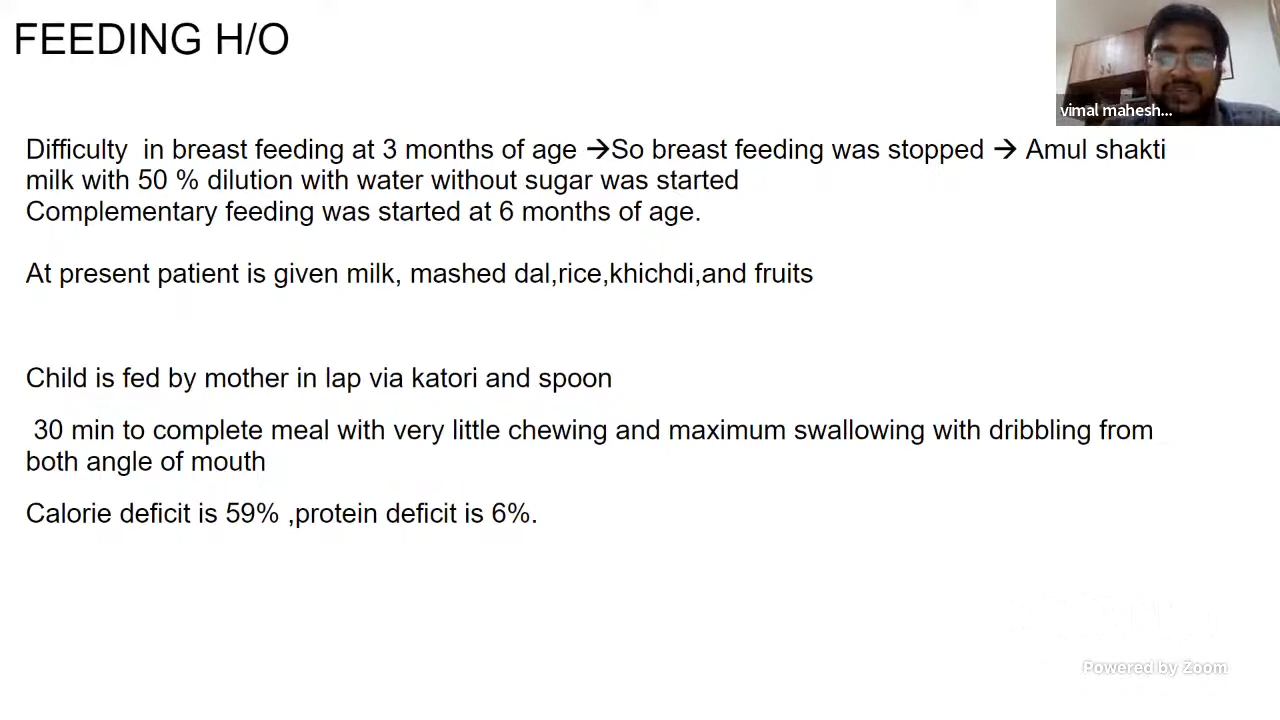 FEEDING H/O
vimal mahesh...
Difficulty  in breast feeding at 3 months of age →So breast feeding was stopped → Amul shakti
milk with 50 % dilution with water without sugar was started
Complementary feeding was started at 6 months of age.
At present patient is given milk, mashed dal,rice,khichdi,and fruits
Child is fed by mother in lap via katori and spoon
30 min to complete meal with very little chewing and maximum swallowing with dribbling from
both angle of mouth
Calorie deficit is 59% ,protein deficit is 6%.
Powered by Zoom